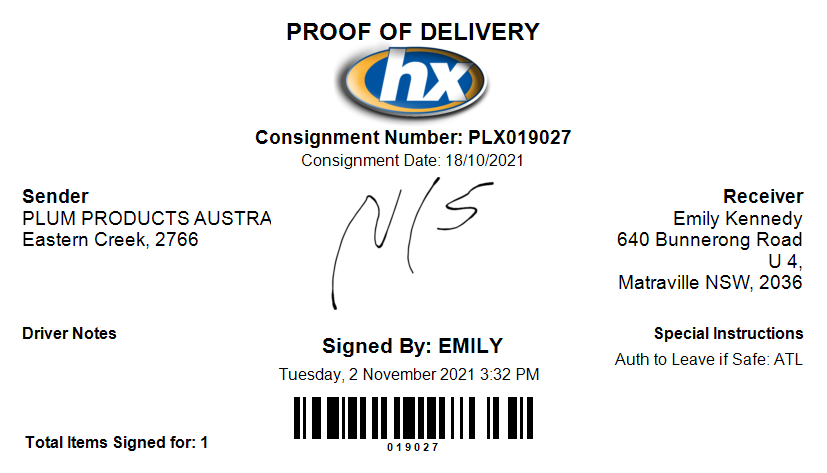 PROOF OF DELIVERY
hx
Consignment Number: PLX019027
Consignment Date: 18/10/2021
Sender
PLUM PRODUCTS AUSTRA
Eastern Creek, 2766
N/S
Receiver
Emily Kennedy
640 Bunnerong Road
U 4,
Matraville NSW, 2036
Driver Notes
Signed By: EMILY
Tuesday, 2 November 2021 3:32 PM
Special Instructions
Auth to Leave if Safe: ATL
019027
Total Items Signed for: 1